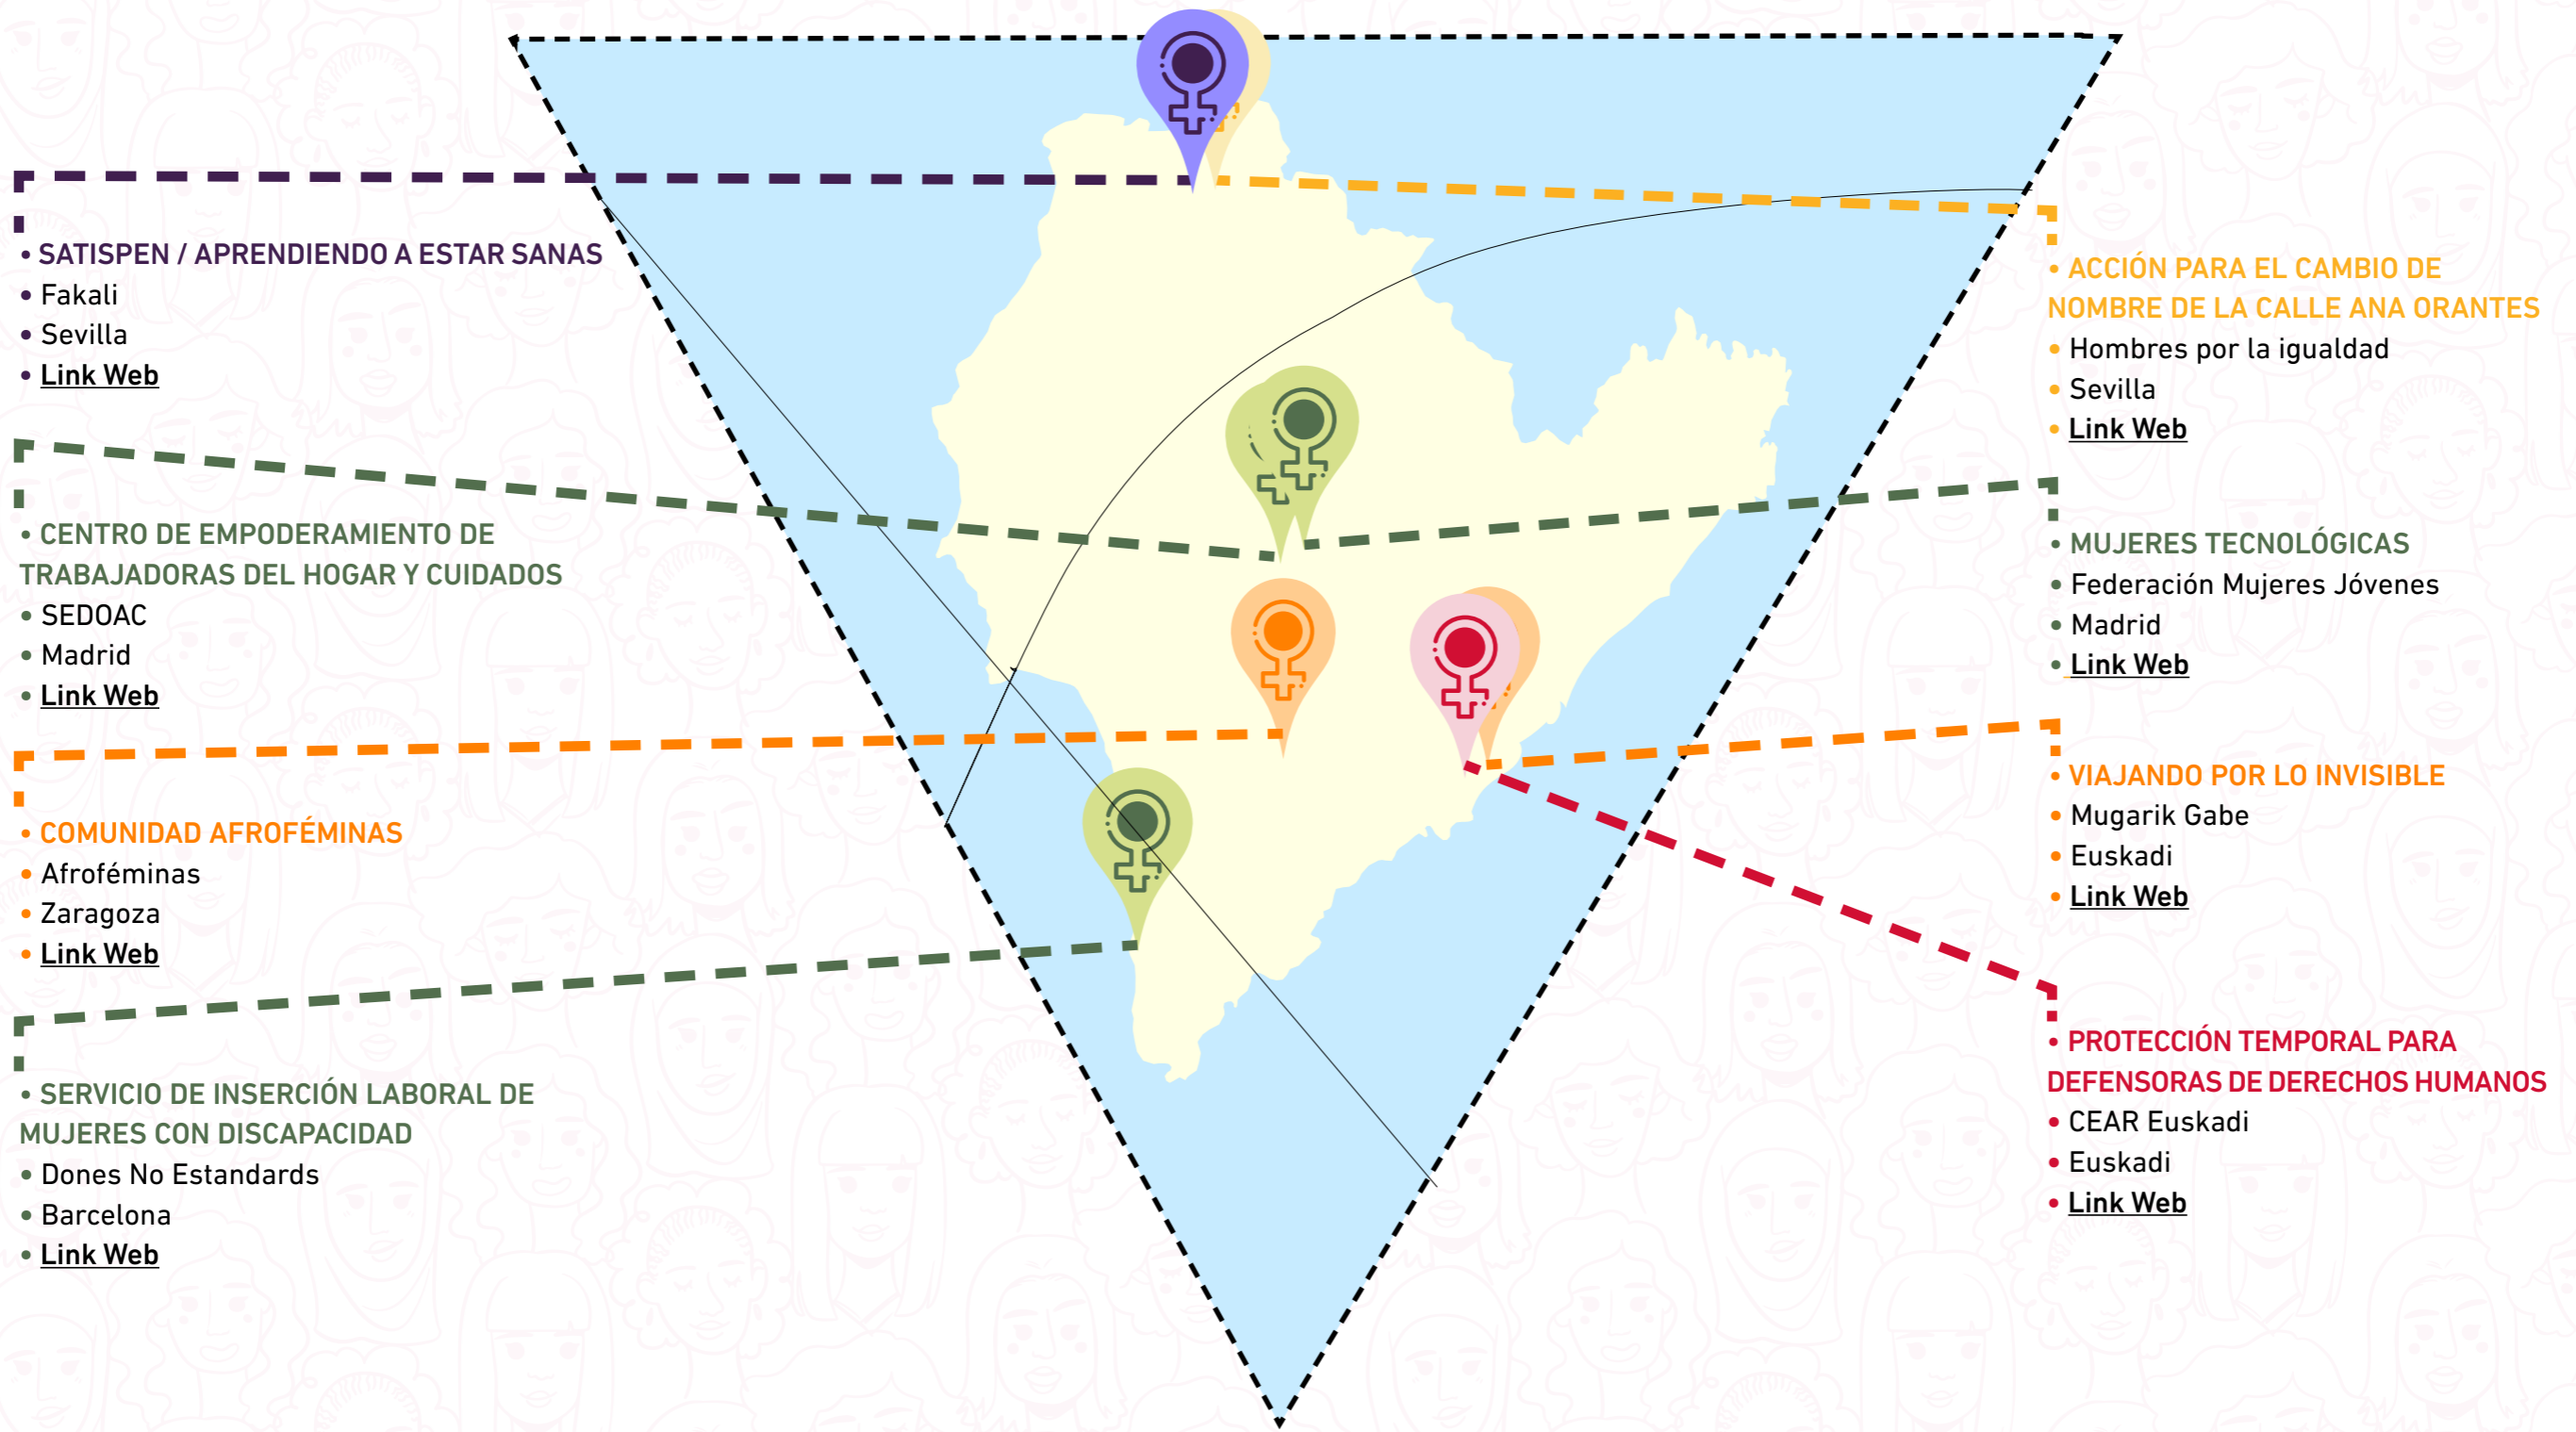 • SATISPEN / APRENDIENDO A ESTAR SANAS
• Fakali
• Sevilla
• Link Web
• CENTRO DE EMPODERAMIENTO DE
TRABAJADORAS DEL HOGAR Y CUIDADOS
• SEDOAC
• Madrid
• Link Web
• COMUNIDAD AFROFÉMINAS
• Afroféminas
• Zaragoza
• Link Web
• SERVICIO DE INSERCIÓN LABORAL DE
MUJERES CON DISCAPACIDAD
• Dones No Estandards
• Barcelona
• Link Web
• ACCIÓN PARA EL CAMBIO DE
NOMBRE DE LA CALLE ANA ORANTES
• Hombres por la igualdad
• Sevilla
• Link Web
• MUJERES TECNOLÓGICAS
• Federación Mujeres Jóvenes
• Madrid
• Link Web
• VIAJANDO POR LO INVISIBLE
• Mugarik Gabe
• Euskadi
• Link Web
• PROTECCIÓN TEMPORAL PARA
DEFENSORAS DE DERECHOS HUMANOS
• CEAR Euskadi
• Euskadi
• Link Web